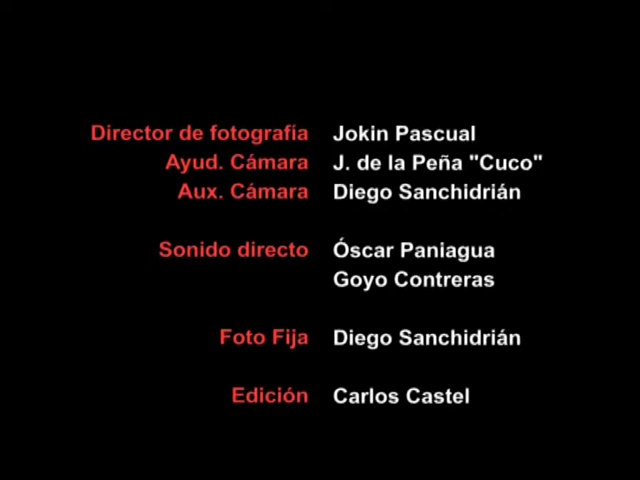 Director de fotografía Jokin Pascual
Ayud. Cámara J. de la Peña "Cuco"
Aux. Cámara Diego Sanchidrián
Sonido directo Óscar Paniagua
Goyo Contreras
Foto Fija Diego Sanchidrián
Edición Carlos Castel